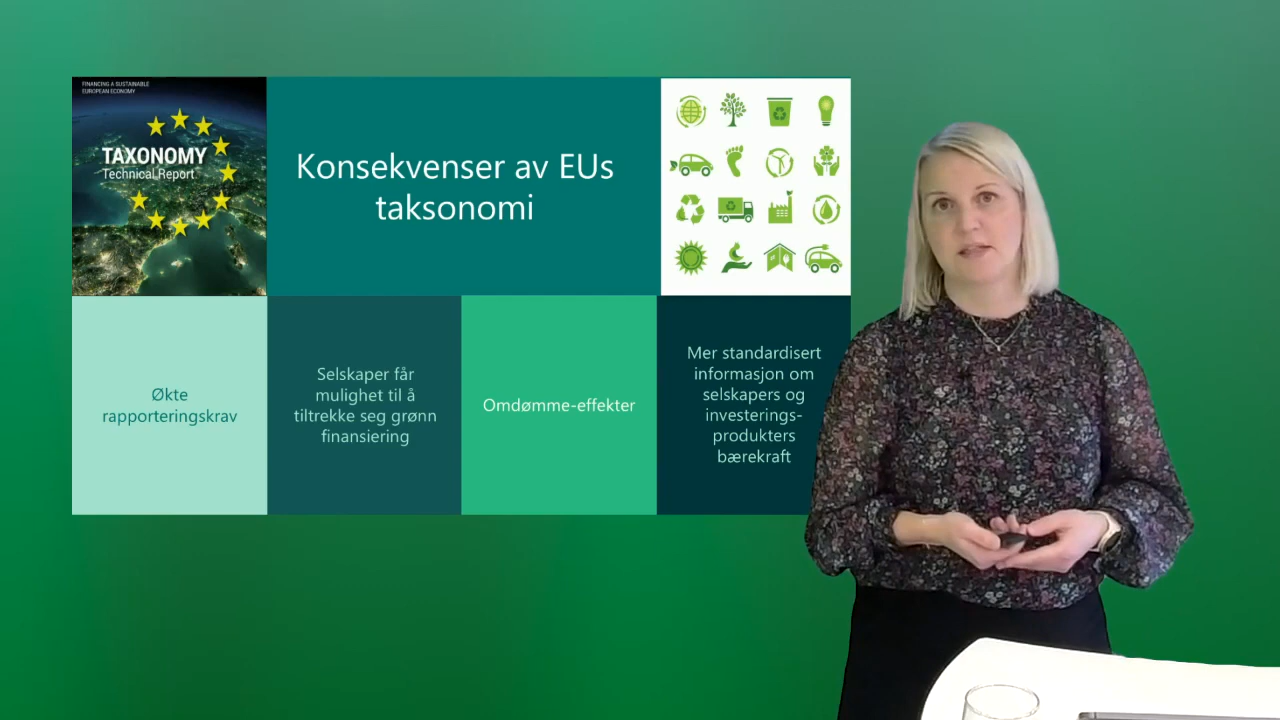 FINANCING A SUSTAINABLE
EUROPEAN ECONOMY
TAXONOMY
Technical Report
Konsekvenser av EUs
taksonomi
Økte
rapporteringskrav
Selskaper får
mulighet til å
tiltrekke seg grønn
finansiering
Omdømme-effekter
Mer standardisert
informasjon om
selskapers og
investerings-
produkters
bærekraft